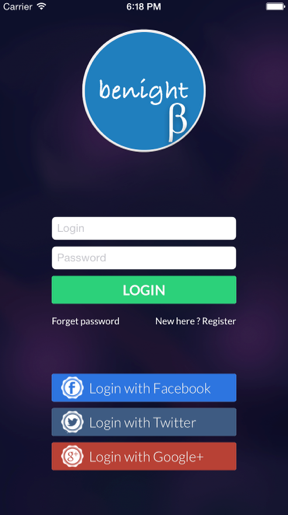 Carrier 6:18 PM
benight
β
Login
Password
LOGIN
Forget password New here ? Register
Login with Facebook
Login with Twitter
Login with Google+